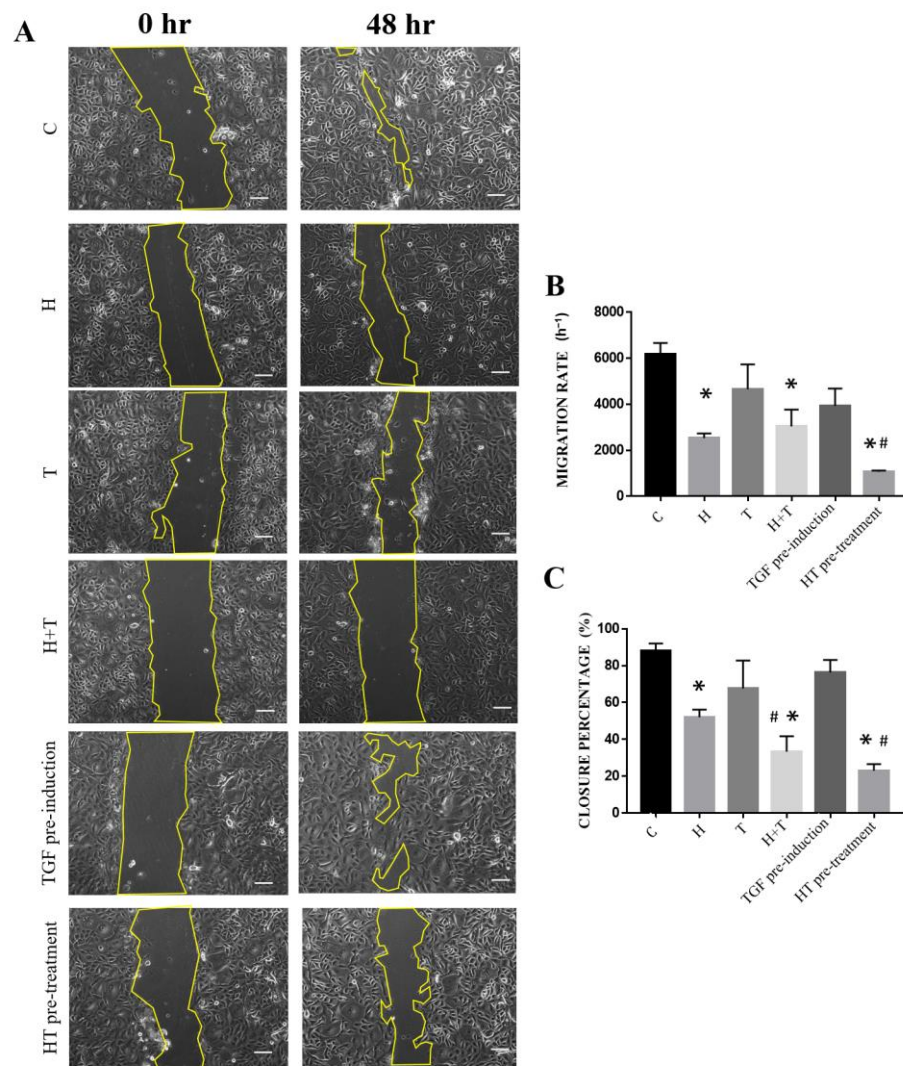 A
0 hr
48 hr
C
H
T
H+T
TGF pre-induction
HT pre-treatment
B
MIGRATION RATE (h⁻¹)
8000
6000
4000
2000
0
*
*
* #
C
H
T
H+T
TGF pre-induction
HT pre-treatment
C
CLOSURE PERCENTAGE (%)
100
80
60
40
20
0
*
# *
* #
C
H
T
H+T
TGF pre-induction
HT pre-treatment